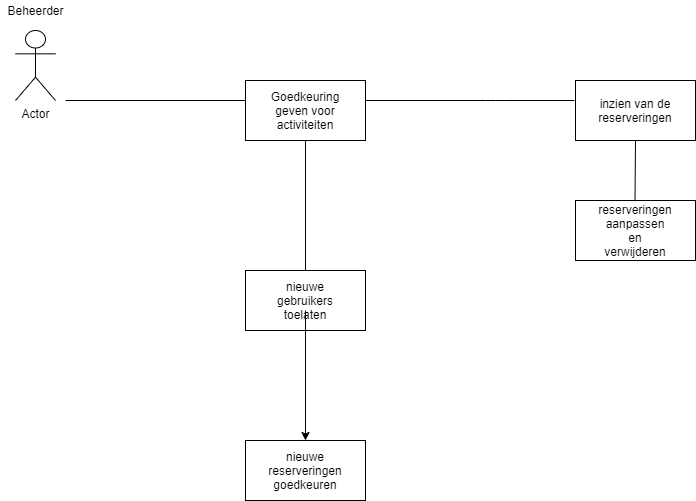 Beheerder
Actor
Goedkeuring
geven voor
activiteiten
inzien van de
reserveringen
reserveringen
aanpassen
en
verwijderen
nieuwe
gebruikers
toelaten
nieuwe
reserveringen
goedkeuren